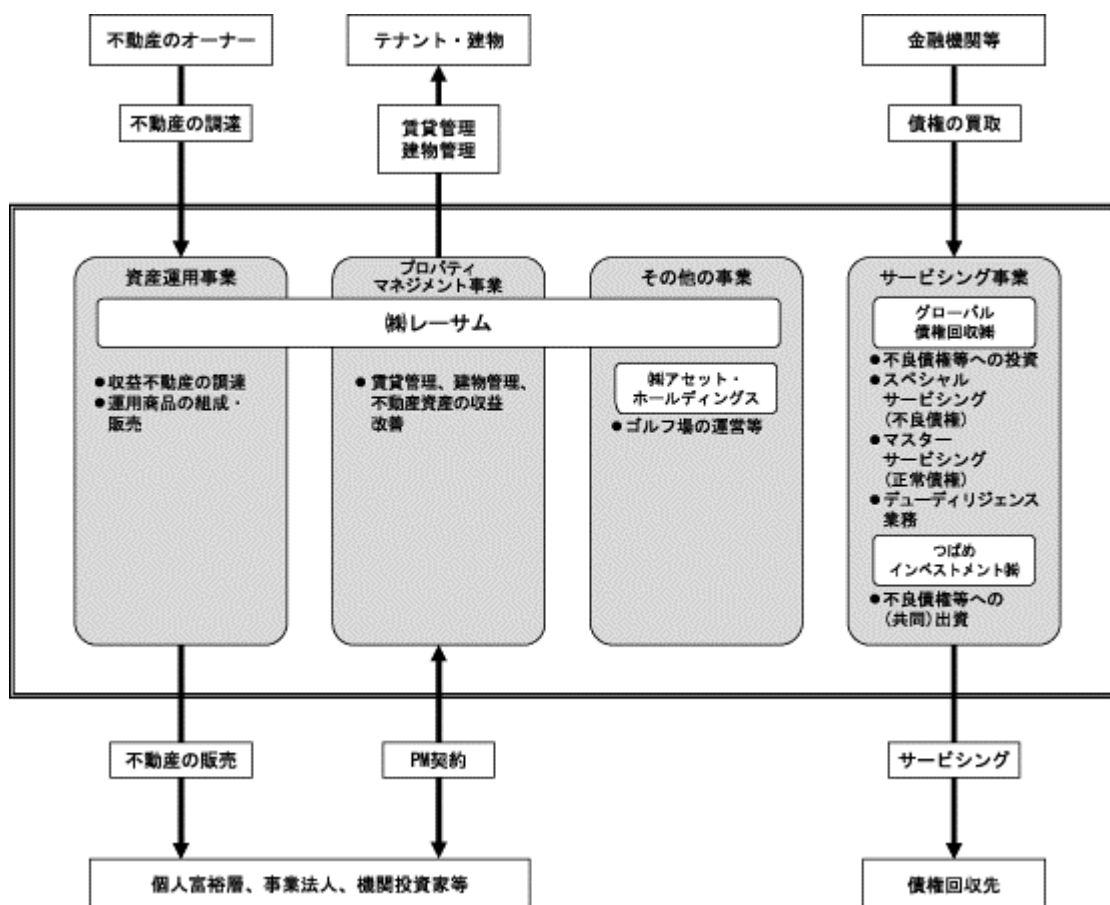 不動産のオーナー
テナント・建物
金融機関等
不動産の調達
賃貸管理
建物管理
債権の買取
資産運用事業
プロパティ
マネジメント事業
その他の事業
サービシング事業
㈱レーサム
●収益不動産の調達
●運用商品の組成・
販売
●賃貸管理、建物管理、
不動産資産の収益
改善
㈱アセット・
ホールディングス
●ゴルフ場の運営等
グローバル
債権回収㈱
●不良債権等への投資
●スペシャル
サービシング
(不良債権)
●マスター
サービシング
(正常債権)
●デューディリジェンス
業務
つばめ
インベストメント㈱
●不良債権等への
(共同)出資
不動産の販売
PM契約
サービシング
個人富裕層、事業法人、機関投資家等
債権回収先